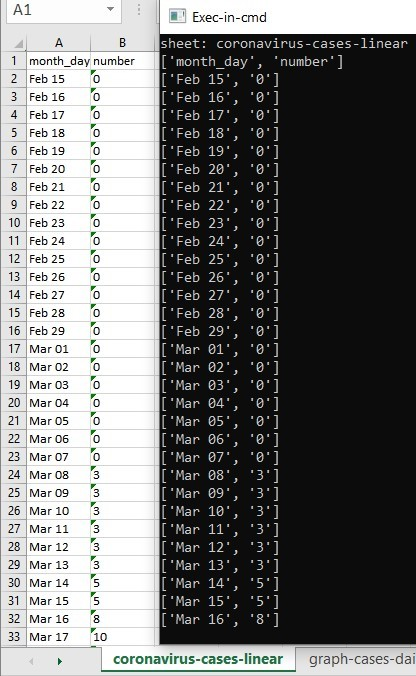 A1
Exec-in-cmd
A B
1 month_day number
2 Feb 15 0
3 Feb 16 0
4 Feb 17 0
5 Feb 18 0
6 Feb 19 0
7 Feb 20 0
8 Feb 21 0
9 Feb 22 0
10 Feb 23 0
11 Feb 24 0
12 Feb 25 0
13 Feb 26 0
14 Feb 27 0
15 Feb 28 0
16 Feb 29 0
17 Mar 01 0
18 Mar 02 0
19 Mar 03 0
20 Mar 04 0
21 Mar 05 0
22 Mar 06 0
23 Mar 07 0
24 Mar 08 3
25 Mar 09 3
26 Mar 10 3
27 Mar 11 3
28 Mar 12 3
29 Mar 13 3
30 Mar 14 5
31 Mar 15 5
32 Mar 16 8
33 Mar 17 10
sheet: coronavirus-cases-linear
['month_day', 'number']
['Feb 15', '0']
['Feb 16', '0']
['Feb 17', '0']
['Feb 18', '0']
['Feb 19', '0']
['Feb 20', '0']
['Feb 21', '0']
['Feb 22', '0']
['Feb 23', '0']
['Feb 24', '0']
['Feb 25', '0']
['Feb 26', '0']
['Feb 27', '0']
['Feb 28', '0']
['Feb 29', '0']
['Mar 01', '0']
['Mar 02', '0']
['Mar 03', '0']
['Mar 04', '0']
['Mar 05', '0']
['Mar 06', '0']
['Mar 07', '0']
['Mar 08', '3']
['Mar 09', '3']
['Mar 10', '3']
['Mar 11', '3']
['Mar 12', '3']
['Mar 13', '3']
['Mar 14', '5']
['Mar 15', '5']
['Mar 16', '8']
coronavirus-cases-linear graph-cases-dai